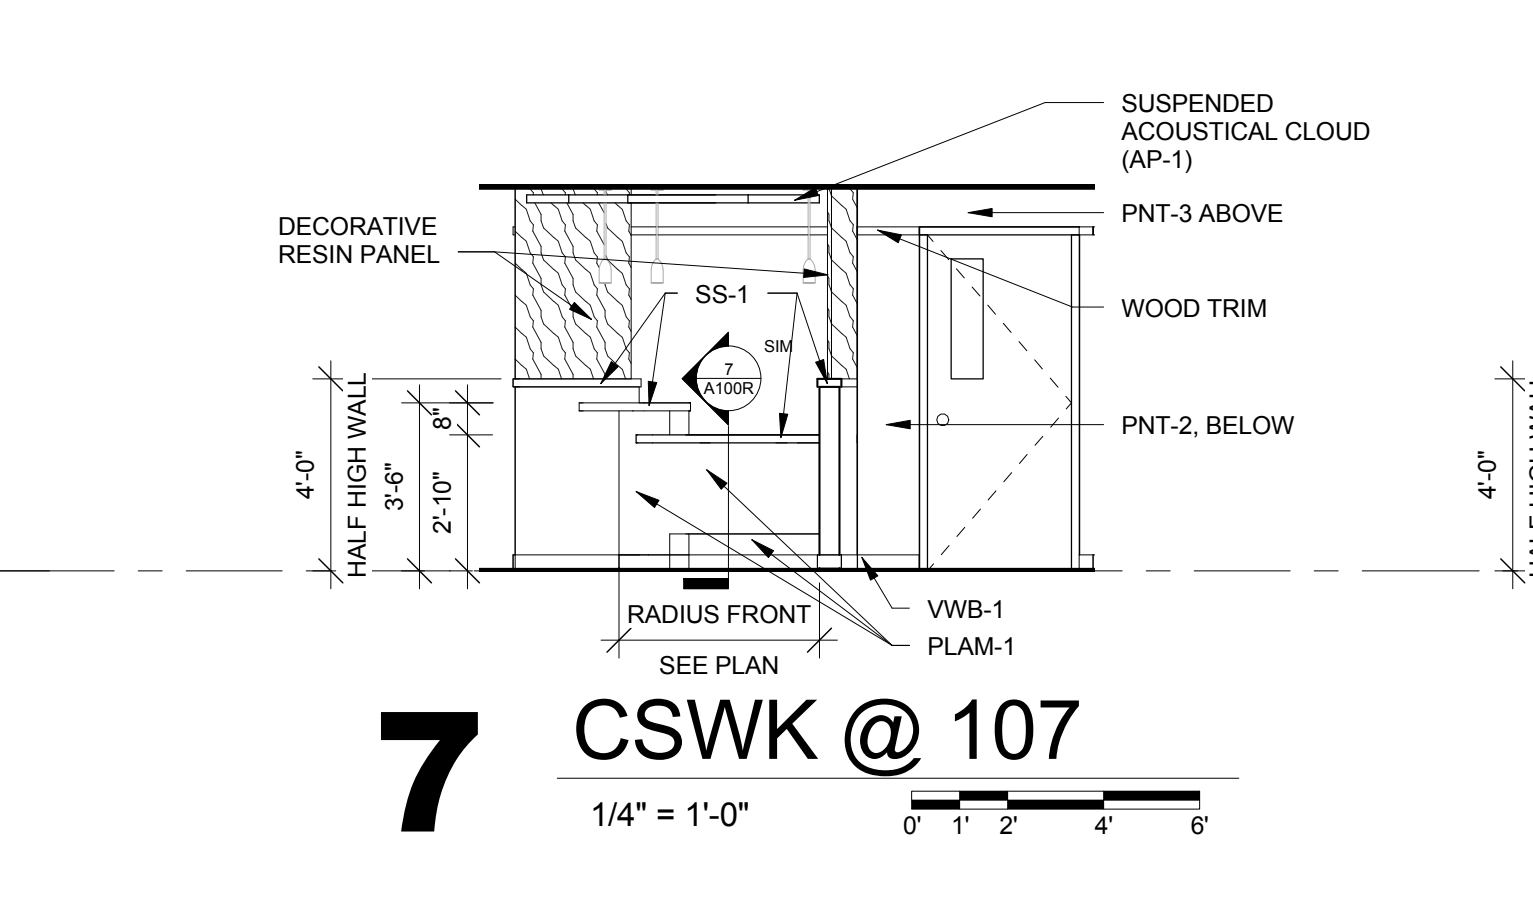 SUSPENDED
ACOUSTICAL CLOUD
(AP-1)
PNT-3 ABOVE
DECORATIVE
RESIN PANEL
SS-1
WOOD TRIM
SIM
7
A100R
PNT-2, BELOW
4'-0"
HALF HIGH WALL
3'-6"
8"
2'-10"
4'-0"
RADIUS FRONT
SEE PLAN
VWB-1
PLAM-1
7
CSWK @ 107
1/4" = 1'-0"
0' 1' 2' 4' 6'